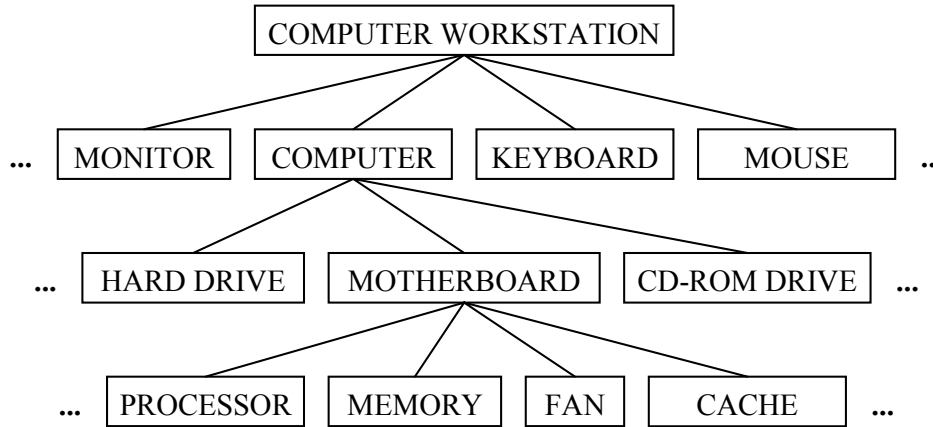 COMPUTER WORKSTATION
... MONITOR COMPUTER KEYBOARD MOUSE ..
... HARD DRIVE MOTHERBOARD CD-ROM DRIVE ...
... PROCESSOR MEMORY FAN CACHE ...